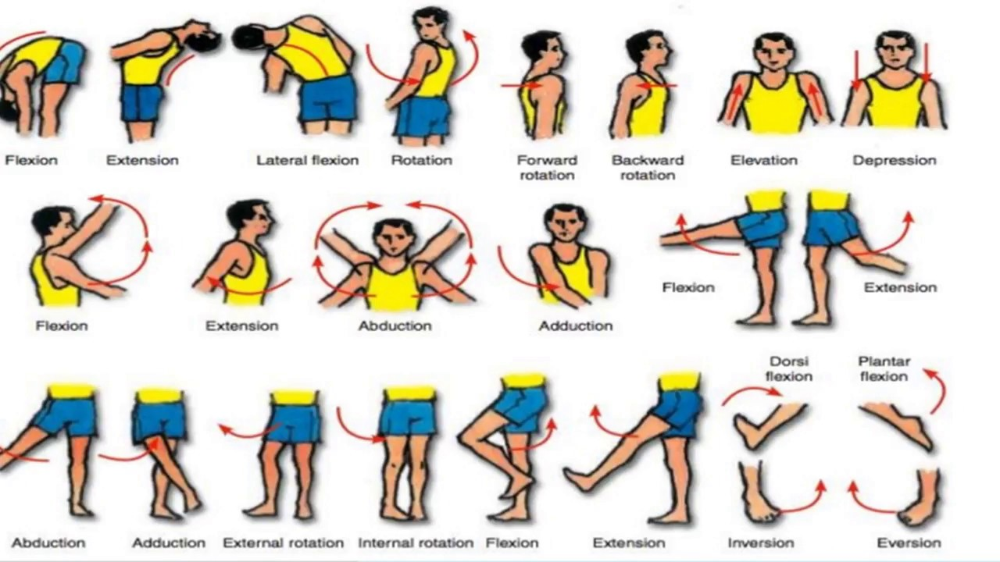 Flexion
Extension
Lateral flexion
Rotation
Forward
rotation
Backward
rotation
Elevation
Depression
Flexion
Extension
Abduction
Adduction
Flexion
Extension
Dorsi
flexion
Plantar
flexion
Abduction
Adduction
External rotation
Internal rotation
Flexion
Extension
Inversion
Eversion